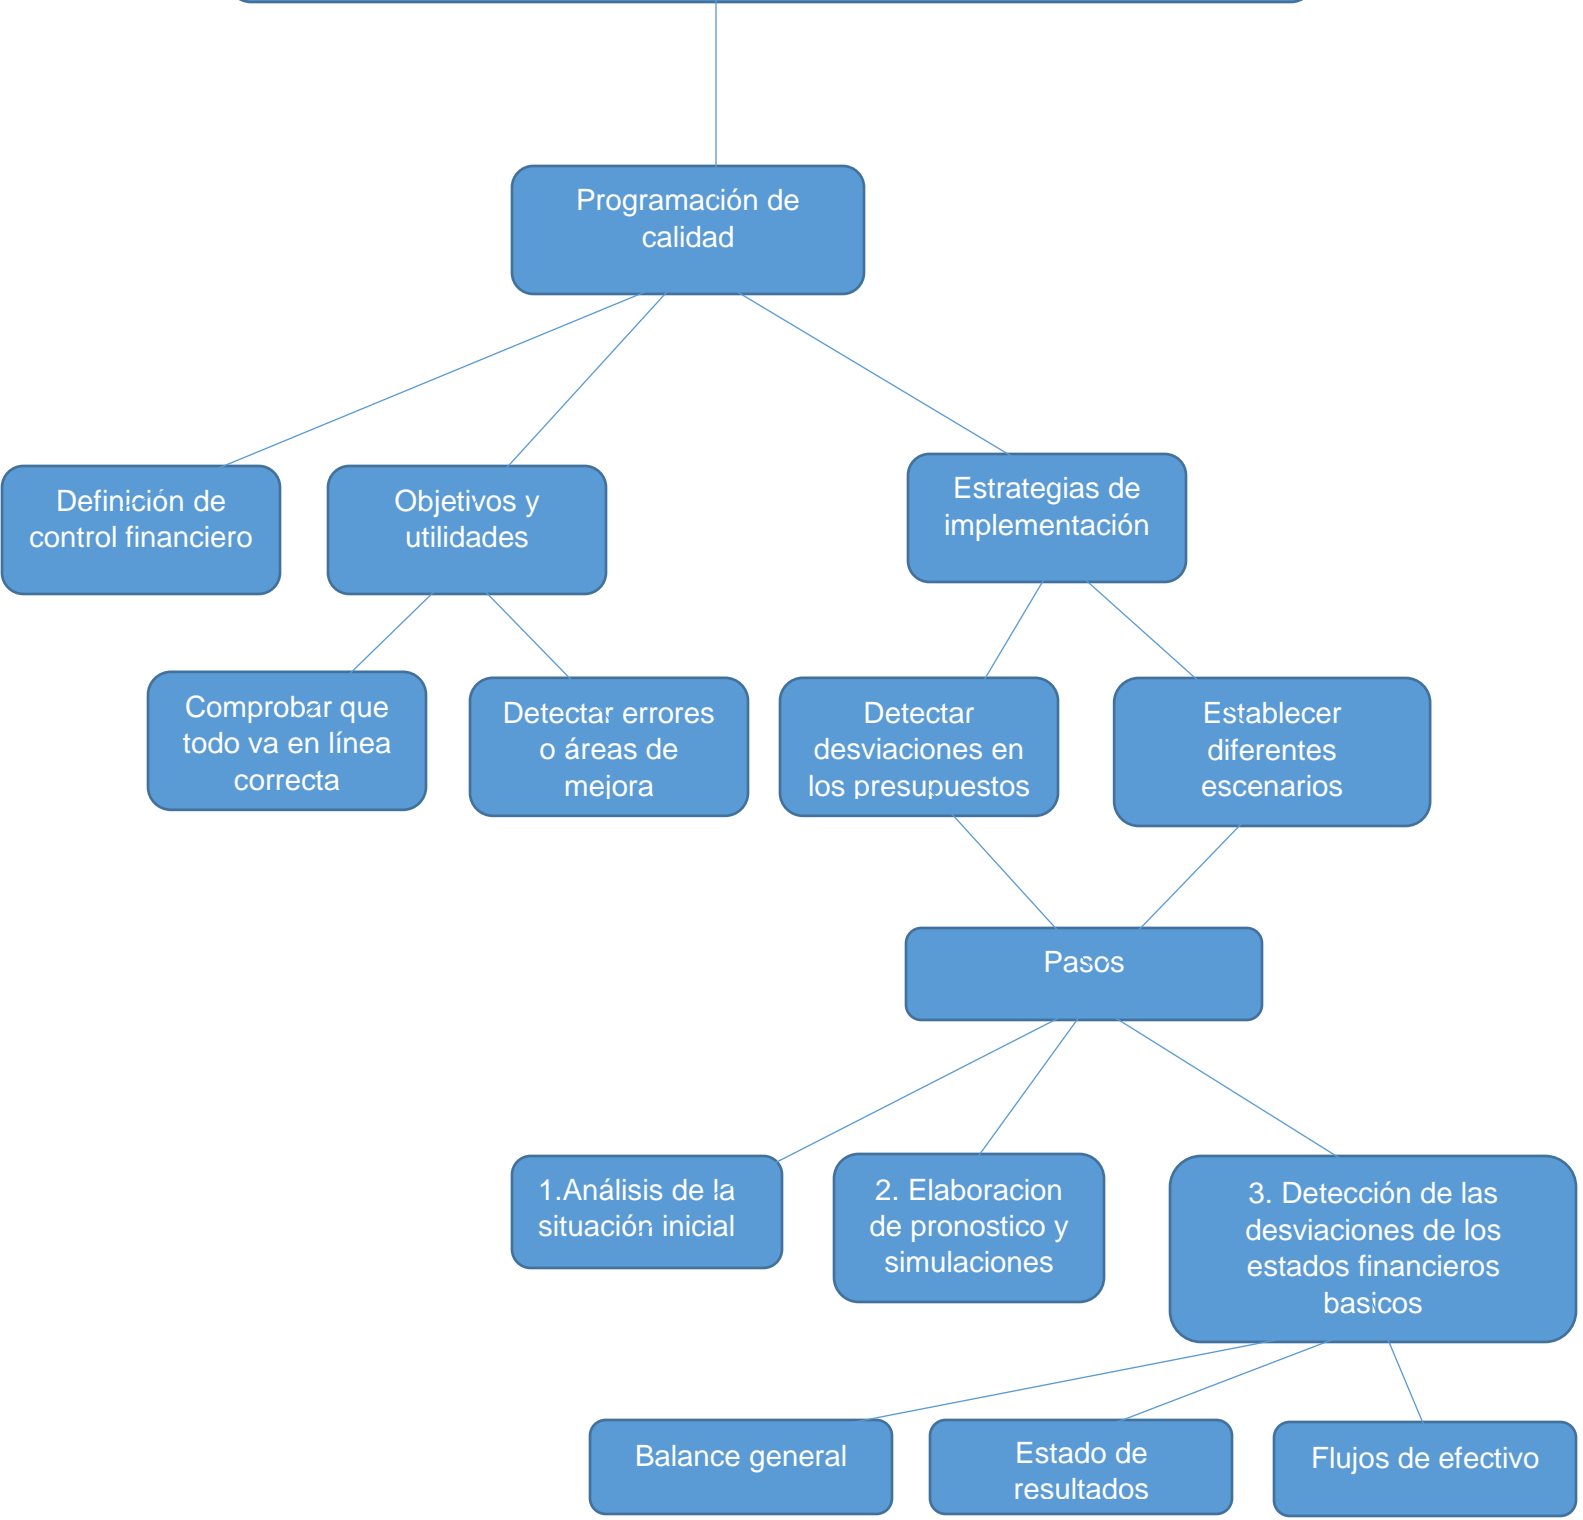 Programación de
calidad
Definición de
control financiero
Objetivos y
utilidades
Estrategias de
implementación
Comprobar que
todo va en línea
correcta
Detectar errores
o áreas de
mejora
Detectar
desviaciones en
los presupuestos
Establecer
diferentes
escenarios
Pasos
1.Análisis de la
situación inicial
2. Elaboracion
de pronostico y
simulaciones
3. Detección de las
desviaciones de los
estados financieros
basicos
Balance general
Estado de
resultados
Flujos de efectivo